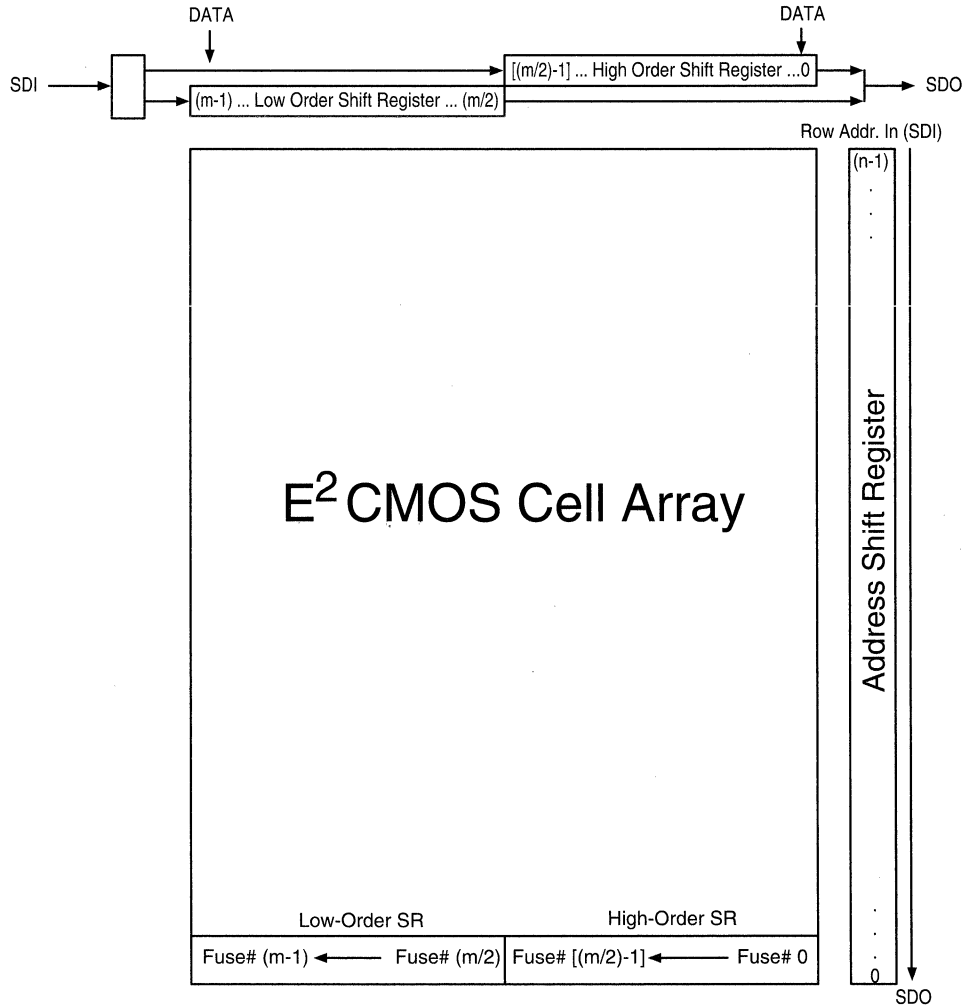 DATA DATA
[(m/2)-1] ... High Order Shift Register ...0
SDI SDO
(m-1) ... Low Order Shift Register ... (m/2)
Row Addr. In (SDI)
(n-1)
.
.
.
E² CMOS Cell Array
Address Shift Register
Low-Order SR High-Order SR
Fuse# (m-1) Fuse# (m/2) Fuse# [(m/2)-1] Fuse# 0
.
.
.
0
SDO